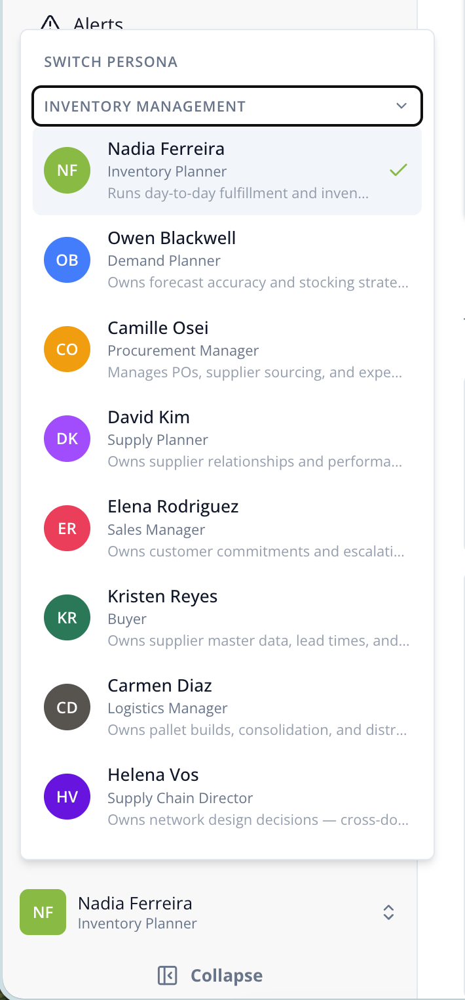 Alerts
SWITCH PERSONA
INVENTORY MANAGEMENT
NF
Nadia Ferreira
Inventory Planner
Runs day-to-day fulfillment and inven...
OB
Owen Blackwell
Demand Planner
Owns forecast accuracy and stocking strate...
CO
Camille Osei
Procurement Manager
Manages POs, supplier sourcing, and expe...
DK
David Kim
Supply Planner
Owns supplier relationships and performa...
ER
Elena Rodriguez
Sales Manager
Owns customer commitments and escalati...
KR
Kristen Reyes
Buyer
Owns supplier master data, lead times, and...
CD
Carmen Diaz
Logistics Manager
Owns pallet builds, consolidation, and distr...
HV
Helena Vos
Supply Chain Director
Owns network design decisions — cross-do...
NF
Nadia Ferreira
Inventory Planner
Collapse